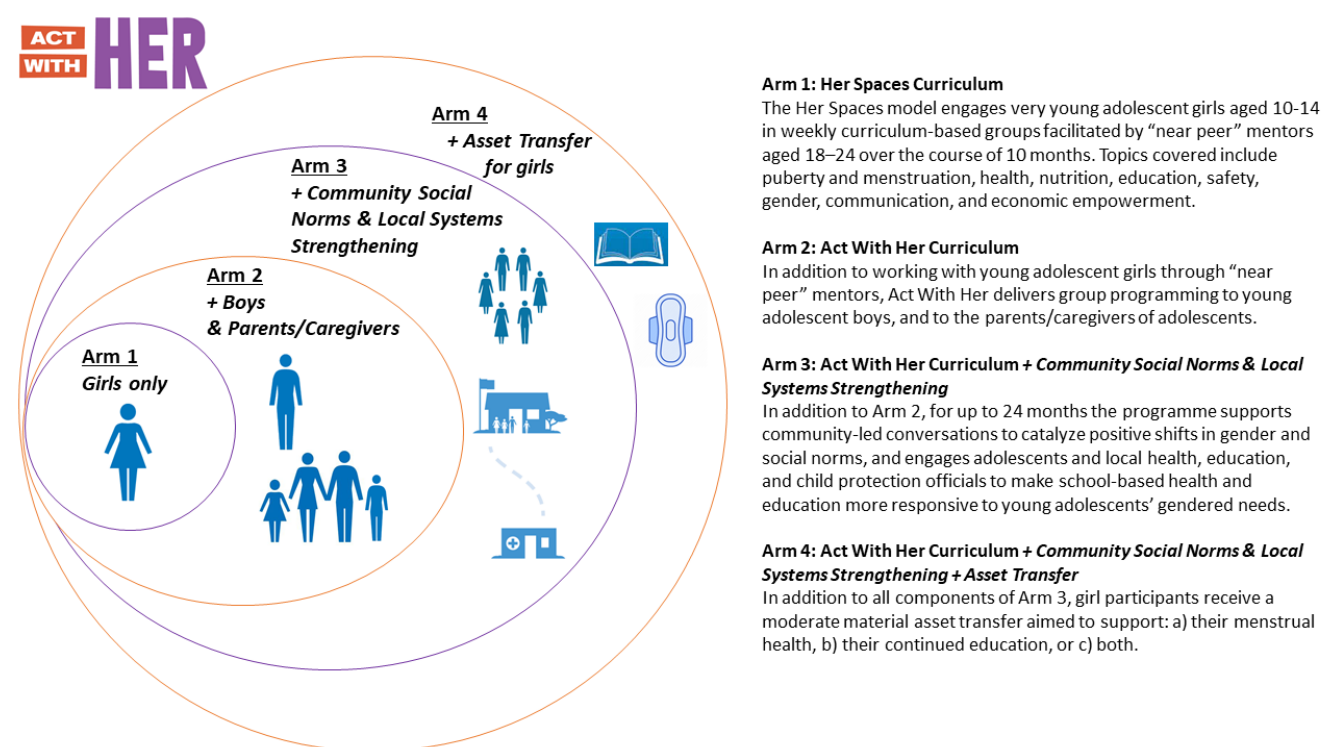 ACT
WITH
HER
Arm 4
+ Asset Transfer
for girls
Arm 3
+ Community Social
Norms & Local Systems
Strengthening
Arm 2
+ Boys
& Parents/Caregivers
Arm 1
Girls only
Arm 1: Her Spaces Curriculum
The Her Spaces model engages very young adolescent girls aged 10-14
in weekly curriculum-based groups facilitated by “near peer” mentors
aged 18–24 over the course of 10 months. Topics covered include
puberty and menstruation, health, nutrition, education, safety,
gender, communication, and economic empowerment.
Arm 2: Act With Her Curriculum
In addition to working with young adolescent girls through “near
peer” mentors, Act With Her delivers group programming to young
adolescent boys, and to the parents/caregivers of adolescents.
Arm 3: Act With Her Curriculum + Community Social Norms & Local
Systems Strengthening
In addition to Arm 2, for up to 24 months the programme supports
community-led conversations to catalyze positive shifts in gender and
social norms, and engages adolescents and local health, education,
and child protection officials to make school-based health and
education more responsive to young adolescents’ gendered needs.
Arm 4: Act With Her Curriculum + Community Social Norms & Local
Systems Strengthening + Asset Transfer
In addition to all components of Arm 3, girl participants receive a
moderate material asset transfer aimed to support: a) their menstrual
health, b) their continued education, or c) both.